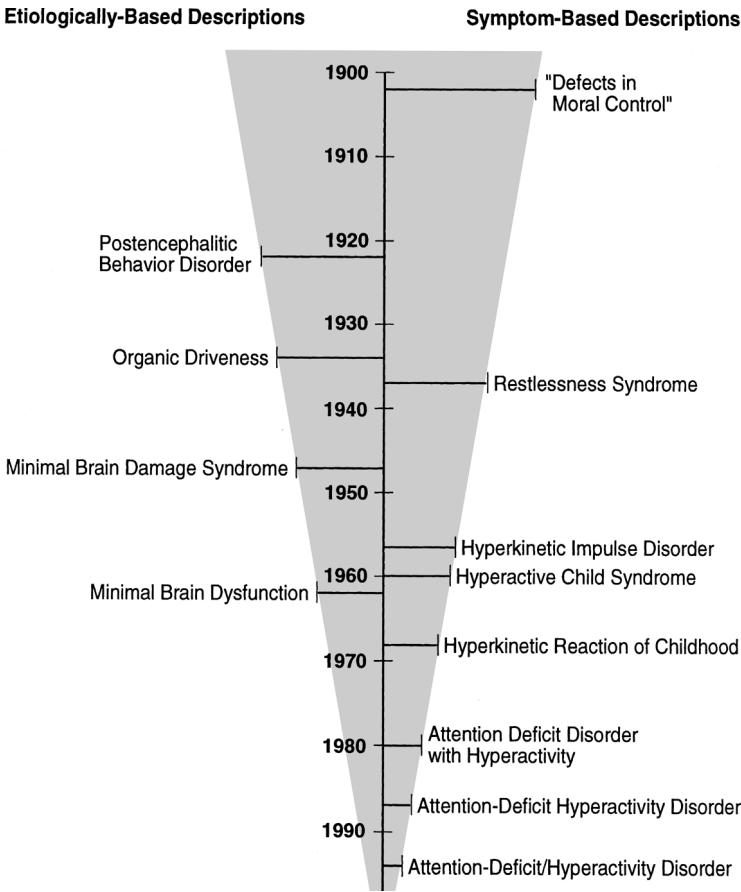 Etiologically-Based Descriptions
Symptom-Based Descriptions
1900
"Defects in
Moral Control"
1910
1920
Postencephalitic
Behavior Disorder
1930
Organic Driveness
Restlessness Syndrome
1940
Minimal Brain Damage Syndrome
1950
Hyperkinetic Impulse Disorder
1960
Hyperactive Child Syndrome
Minimal Brain Dysfunction
Hyperkinetic Reaction of Childhood
1970
Attention Deficit Disorder
with Hyperactivity
1980
Attention-Deficit Hyperactivity Disorder
1990
Attention-Deficit/Hyperactivity Disorder